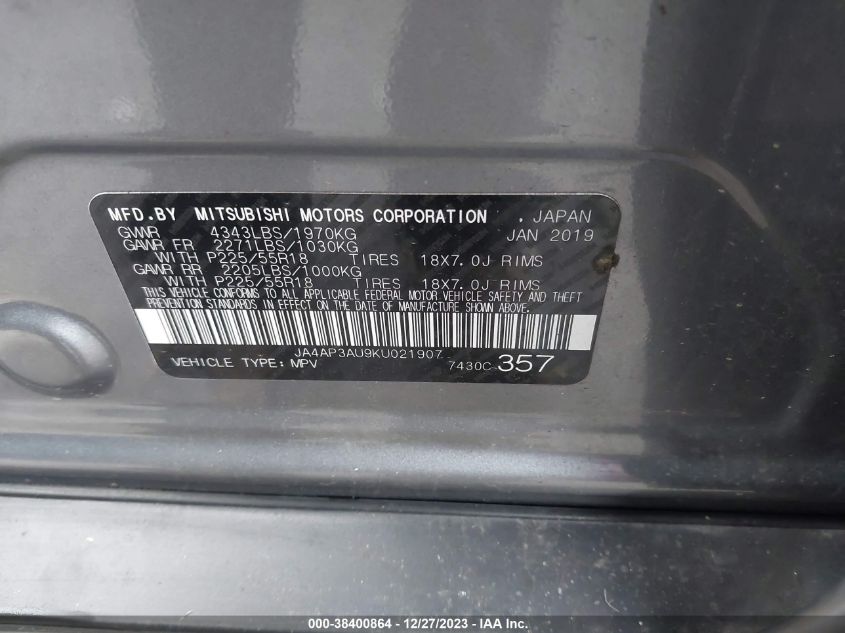 MFD.BY MITSUBISHI MOTORS CORPORATION , JAPAN
GVWR 4343LBS/1970KG JAN 2019
GAWR FR 2271LBS/1030KG
WITH P225/55R18 TIRES 18X7.0J RIMS
GAWR RR 2205LBS/1000KG
WITH P225/55R18 TIRES 18X7.0J RIMS
THIS VEHICLE CONFORMS TO ALL APPLICABLE FEDERAL MOTOR VEHICLE SAFETY AND THEFT
PREVENTION STANDARDS IN EFFECT ON THE DATE OF MANUFACTURE SHOWN ABOVE.
JA4AP3AU9KU021907
VEHICLE TYPE: MPV 7430C 357
000-38400864 - 12/27/2023 - IAA Inc.